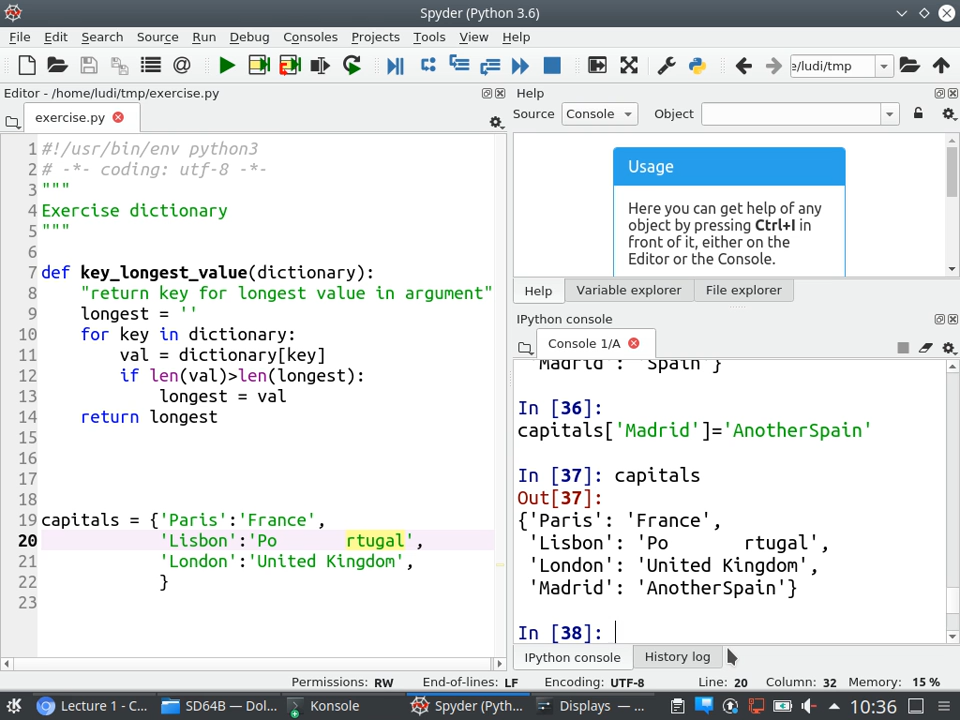 Spyder (Python 3.6)
File Edit Search Source Run Debug Consoles Projects Tools View Help
e/ludi/tmp
Editor - /home/ludi/tmp/exercise.py
Help
exercise.py
Source Console Object
1 #!/usr/bin/env python3
2 # -*- coding: utf-8 -*-
3 """
4 Exercise dictionary
5 """
6
7 def key_longest_value(dictionary):
8     "return key for longest value in argument"
9     longest = ''
10     for key in dictionary:
11         val = dictionary[key]
12         if len(val)>len(longest):
13             longest = val
14     return longest
15
16
17
18
19 capitals = {'Paris':'France',
20             'Lisbon':'Po       rtugal',
21             'London':'United Kingdom',
22             }
23
Usage
Here you can get help of any
object by pressing Ctrl+I in
front of it, either on the
Editor or the Console.
Help Variable explorer File explorer
IPython console
Console 1/A
'Madrid': 'Spain'}
In [36]:
capitals['Madrid']='AnotherSpain'
In [37]: capitals
Out[37]:
{'Paris': 'France',
'Lisbon': 'Po       rtugal',
'London': 'United Kingdom',
'Madrid': 'AnotherSpain'}
In [38]:
IPython console History log
Permissions: RW End-of-lines: LF Encoding: UTF-8 Line: 20 Column: 32 Memory: 15 %
Lecture 1 - C... SD64B — Dol... Konsole Spyder (Pyth... Displays — ... 10:36